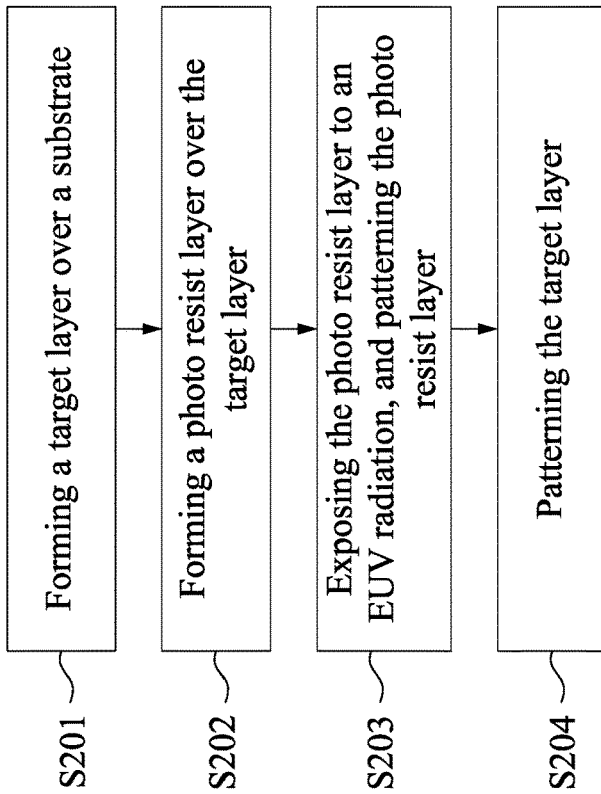 S201
Forming a target layer over a substrate
S202
Forming a photo resist layer over the
target layer
S203
Exposing the photo resist layer to an
EUV radiation, and patterning the photo
resist layer
S204
Patterning the target layer